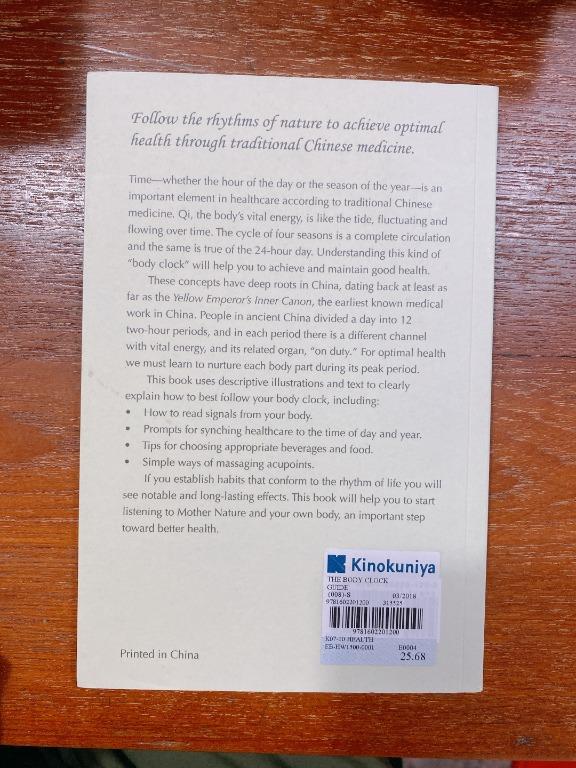 Follow the rhythms of nature to achieve optimal
health through traditional Chinese medicine.
Time—whether the hour of the day or the season of the year—is an
important element in healthcare according to traditional Chinese
medicine. Qi, the body's vital energy, is like the tide, fluctuating and
flowing over time. The cycle of four seasons is a complete circulation
and the same is true of the 24-hour day. Understanding this kind of
"body clock" will help you to achieve and maintain good health.
These concepts have deep roots in China, dating back at least as
far as the Yellow Emperor's Inner Canon, the earliest known medical
work in China. People in ancient China divided a day into 12
two-hour periods, and in each period there is a different channel
with vital energy, and its related organ, "on duty." For optimal health
we must learn to nurture each body part during its peak period.
This book uses descriptive illustrations and text to clearly
explain how to best follow your body clock, including:
• How to read signals from your body.
• Prompts for synching healthcare to the time of day and year.
• Tips for choosing appropriate beverages and food.
• Simple ways of massaging acupoints.
If you establish habits that conform to the rhythm of life you will
see notable and long-lasting effects. This book will help you to start
listening to Mother Nature and your own body, an important step
toward better health.
Kinokuniya
THE BODY CLOCK
GUIDE
(008)-S 03/2018
9781602201200
9781602201200
K07-10 HEALTH
E0004
25.68
Printed in China